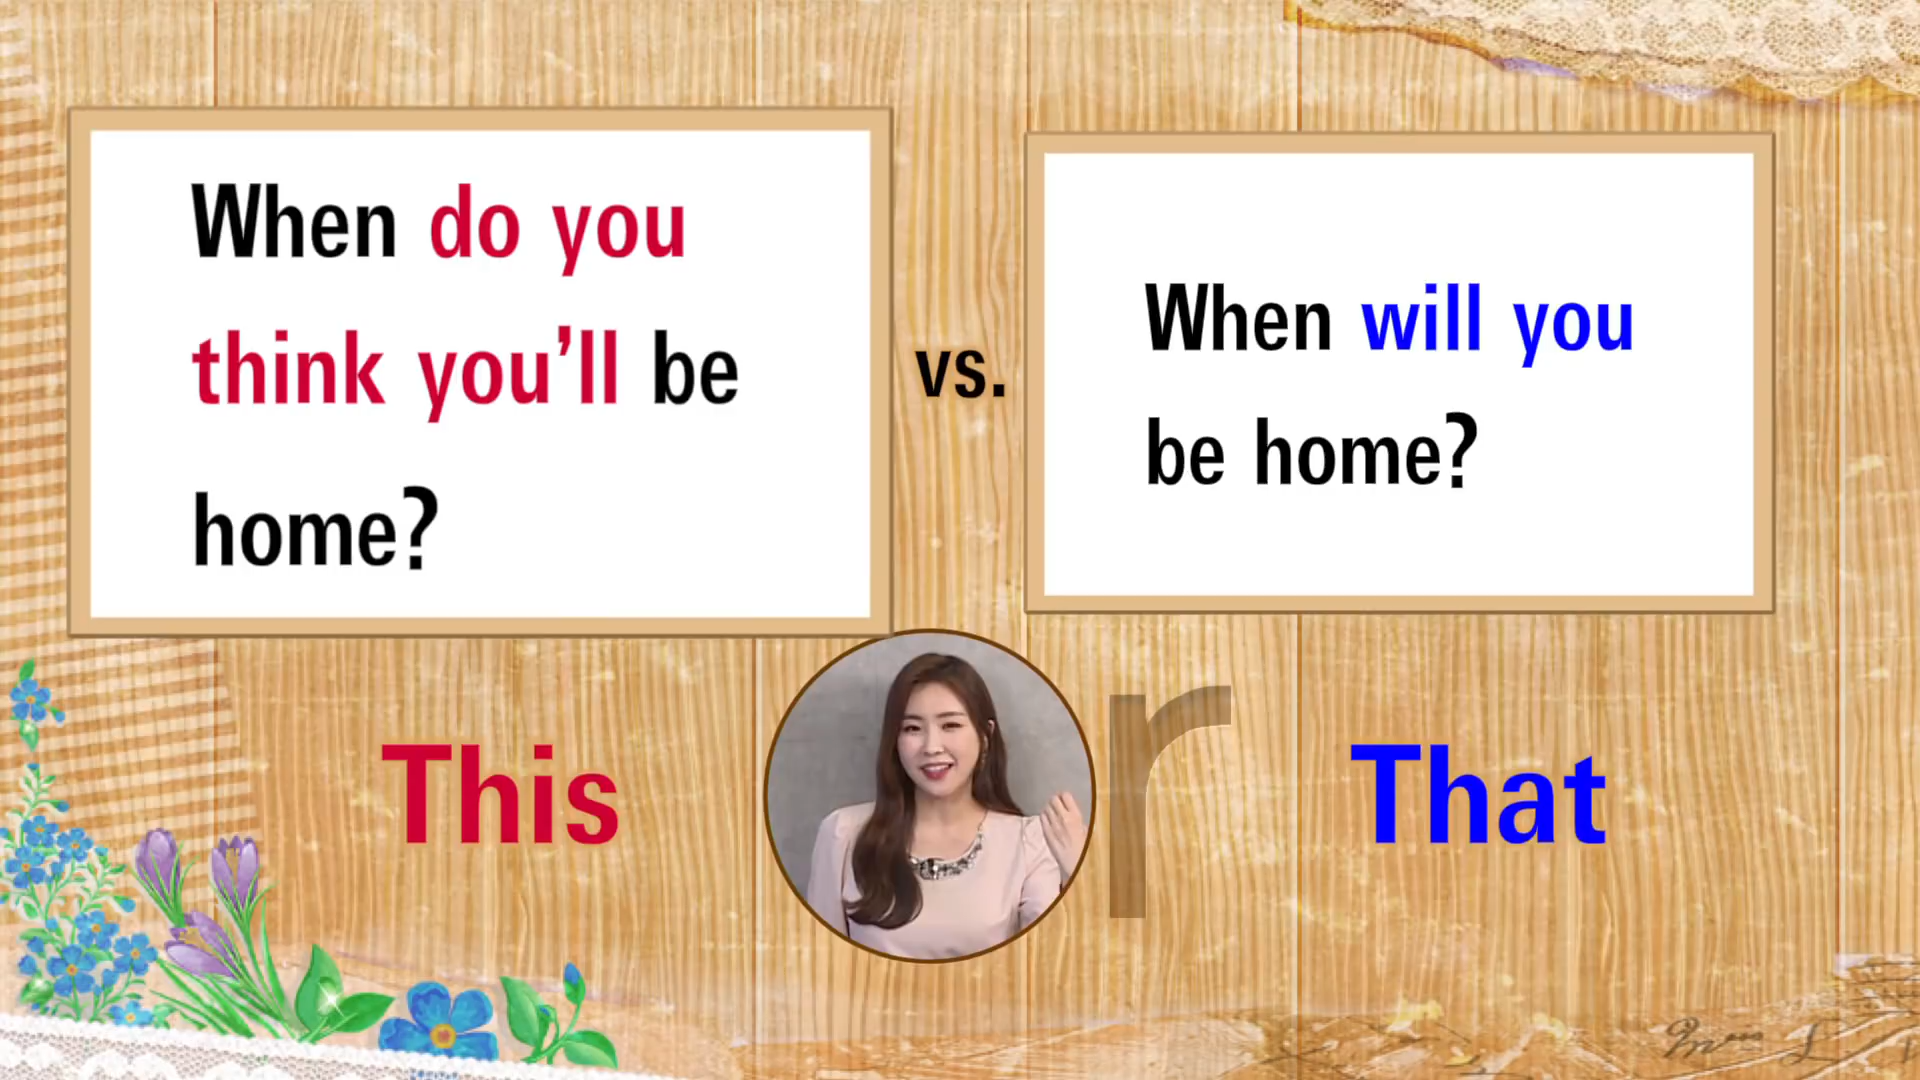 When do you
think you'll be
home?
vs.
When will you
be home?
This
r
That